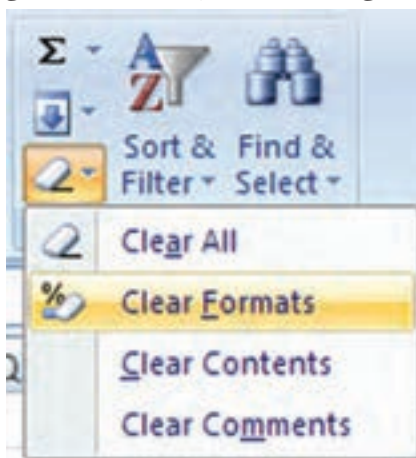 Σ
A
Z
Sort & Filter
Find & Select
Clear All
%
Clear Formats
Clear Contents
Clear Comments